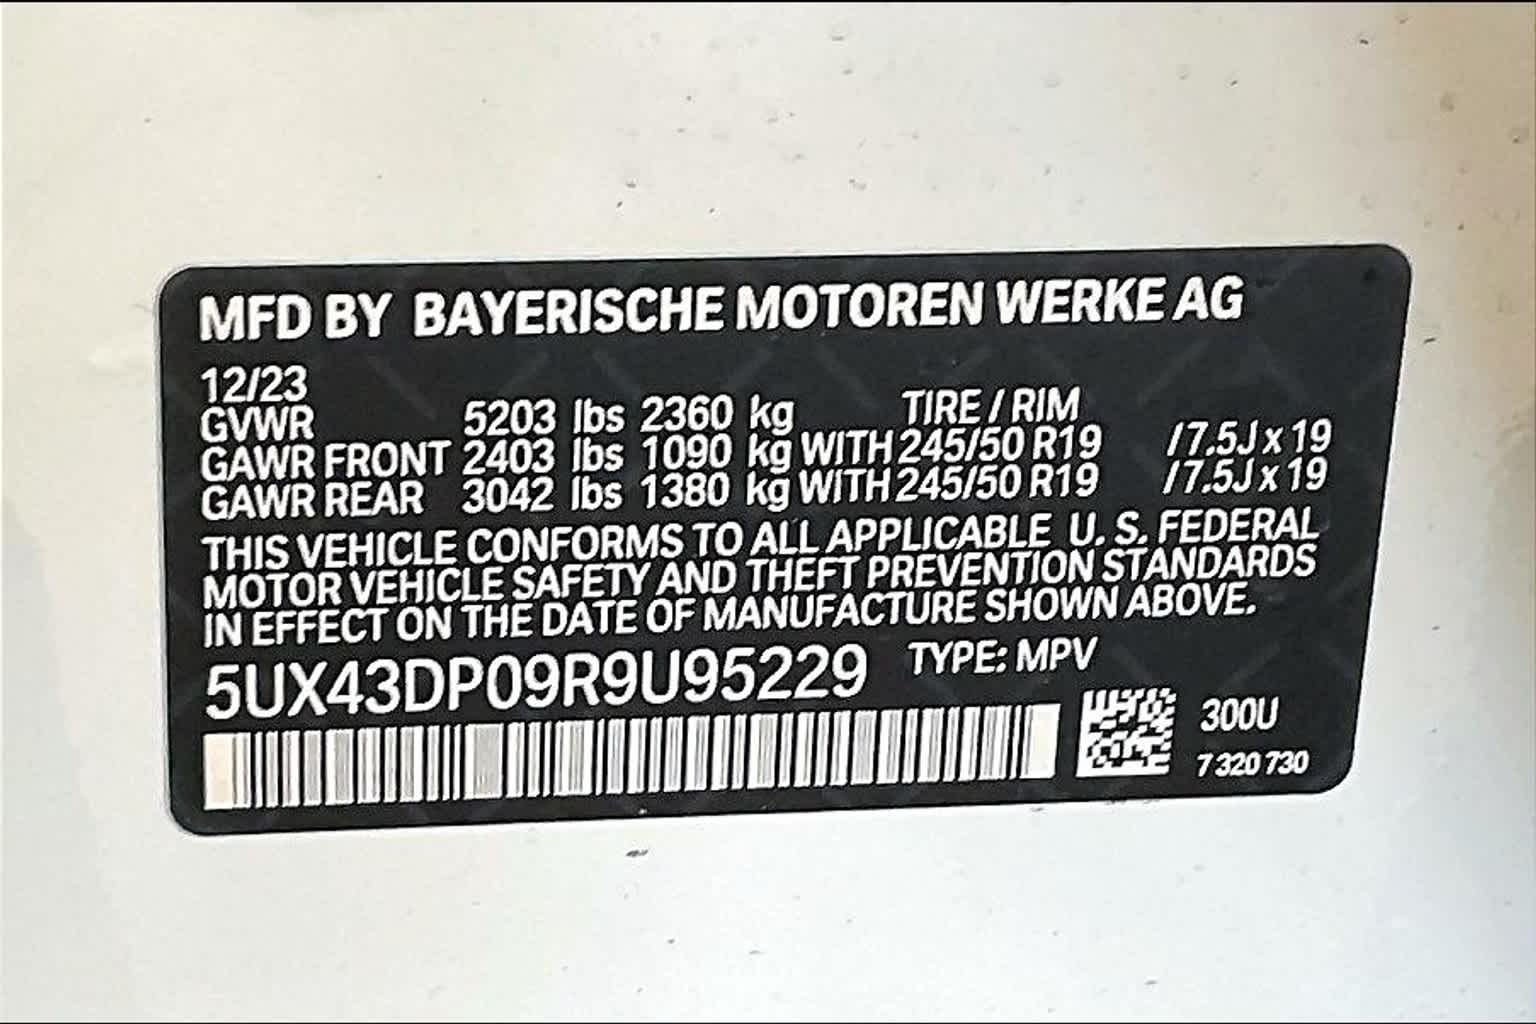 MFD BY BAYERISCHE MOTOREN WERKE AG
12/23
GVWR 5203 lbs 2360 kg TIRE / RIM
GAWR FRONT 2403 lbs 1090 kg WITH 245/50 R19 /7.5J x 19
GAWR REAR 3042 lbs 1380 kg WITH 245/50 R19 /7.5J x 19
THIS VEHICLE CONFORMS TO ALL APPLICABLE U. S. FEDERAL
MOTOR VEHICLE SAFETY AND THEFT PREVENTION STANDARDS
IN EFFECT ON THE DATE OF MANUFACTURE SHOWN ABOVE.
5UX43DP09R9U95229 TYPE: MPV
300U
7 320 730